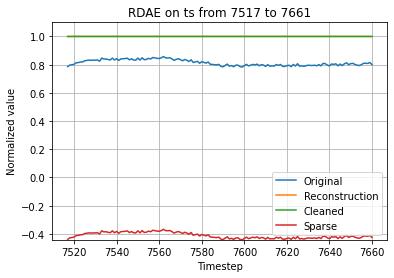 RDAE on ts from 7517 to 7661
1.0
0.8
0.6
0.4
0.2
0.0
−0.2
−0.4
Normalized value
Original
Reconstruction
Cleaned
Sparse
7520 7540 7560 7580 7600 7620 7640 7660
Timestep